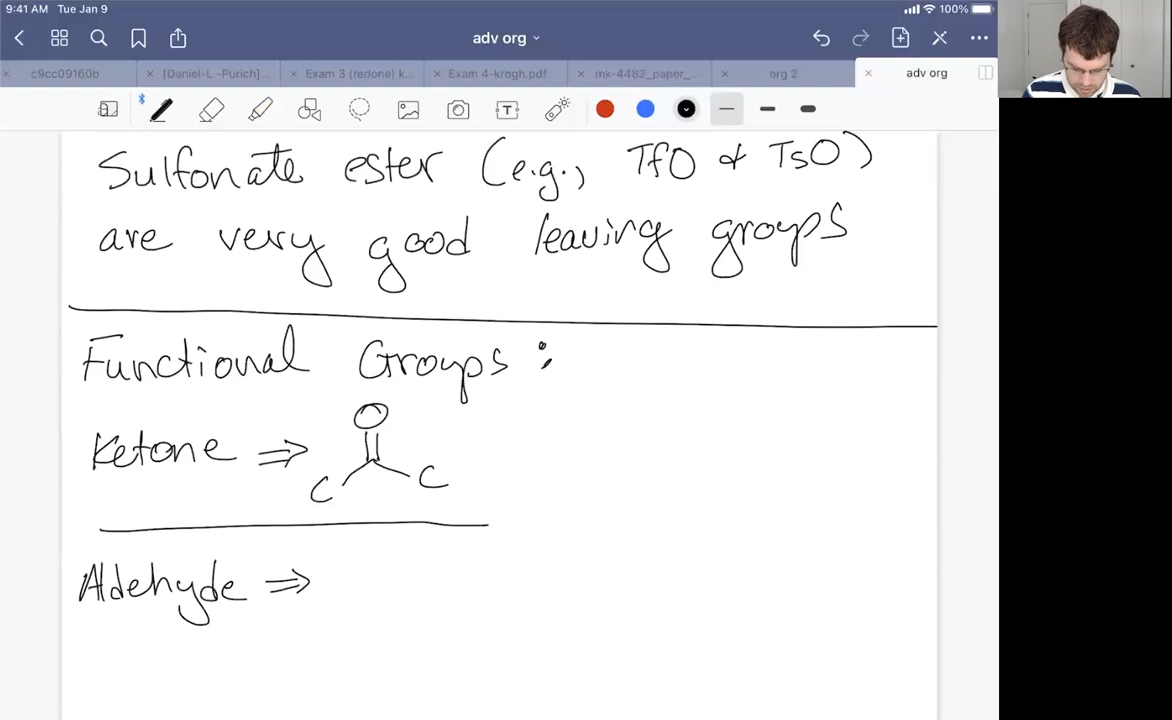 9:41 AM Tue Jan 9
100%
adv org
c9cc09160b
[Daniel-L.-Purich]...
Exam 3 (redone) k...
Exam 4-krogh.pdf
mk-4482_paper_...
org 2
adv org
T
Sulfonate ester (e.g., TfO & TsO)
are very good leaving groups
Functional Groups:
O
Ketone ⇒
C C
Aldehyde ⇒